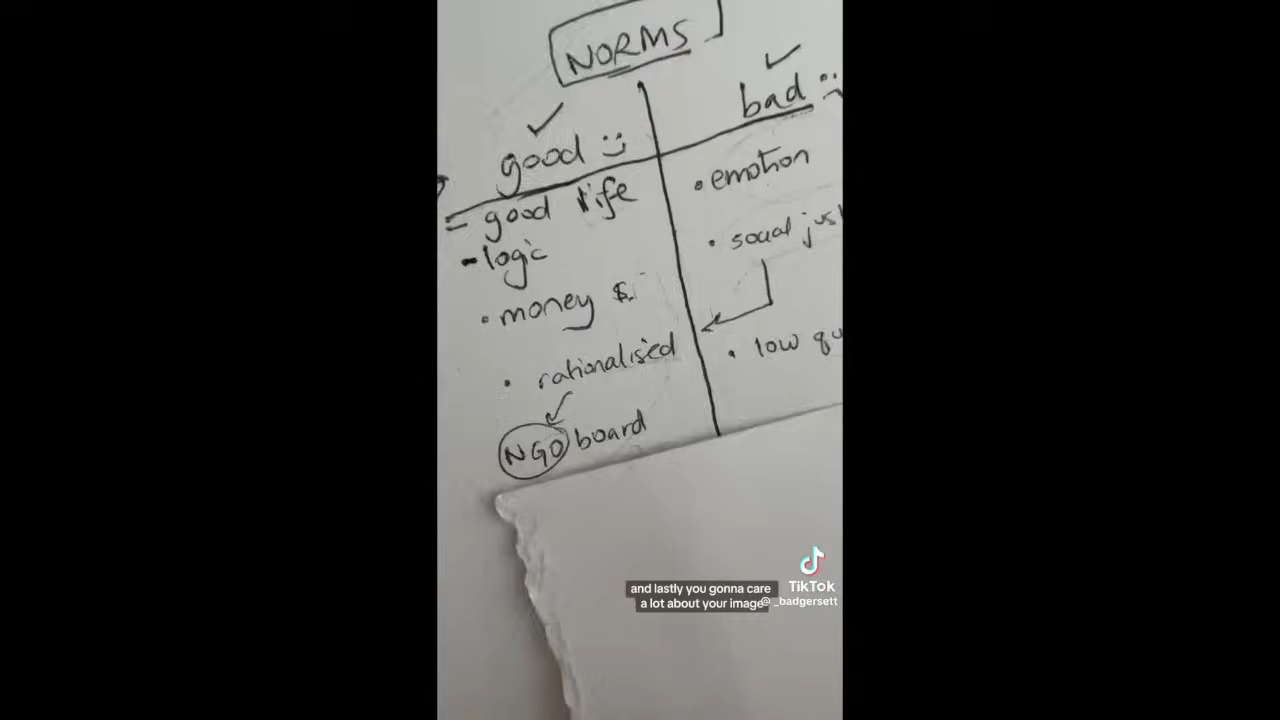 NORMS
good :)
bad :(
= good life
- logic
• money $
• rationalised
NGO board
• emotion
• social
• low
and lastly you gonna care
a lot about your image
TikTok
@_badgersett